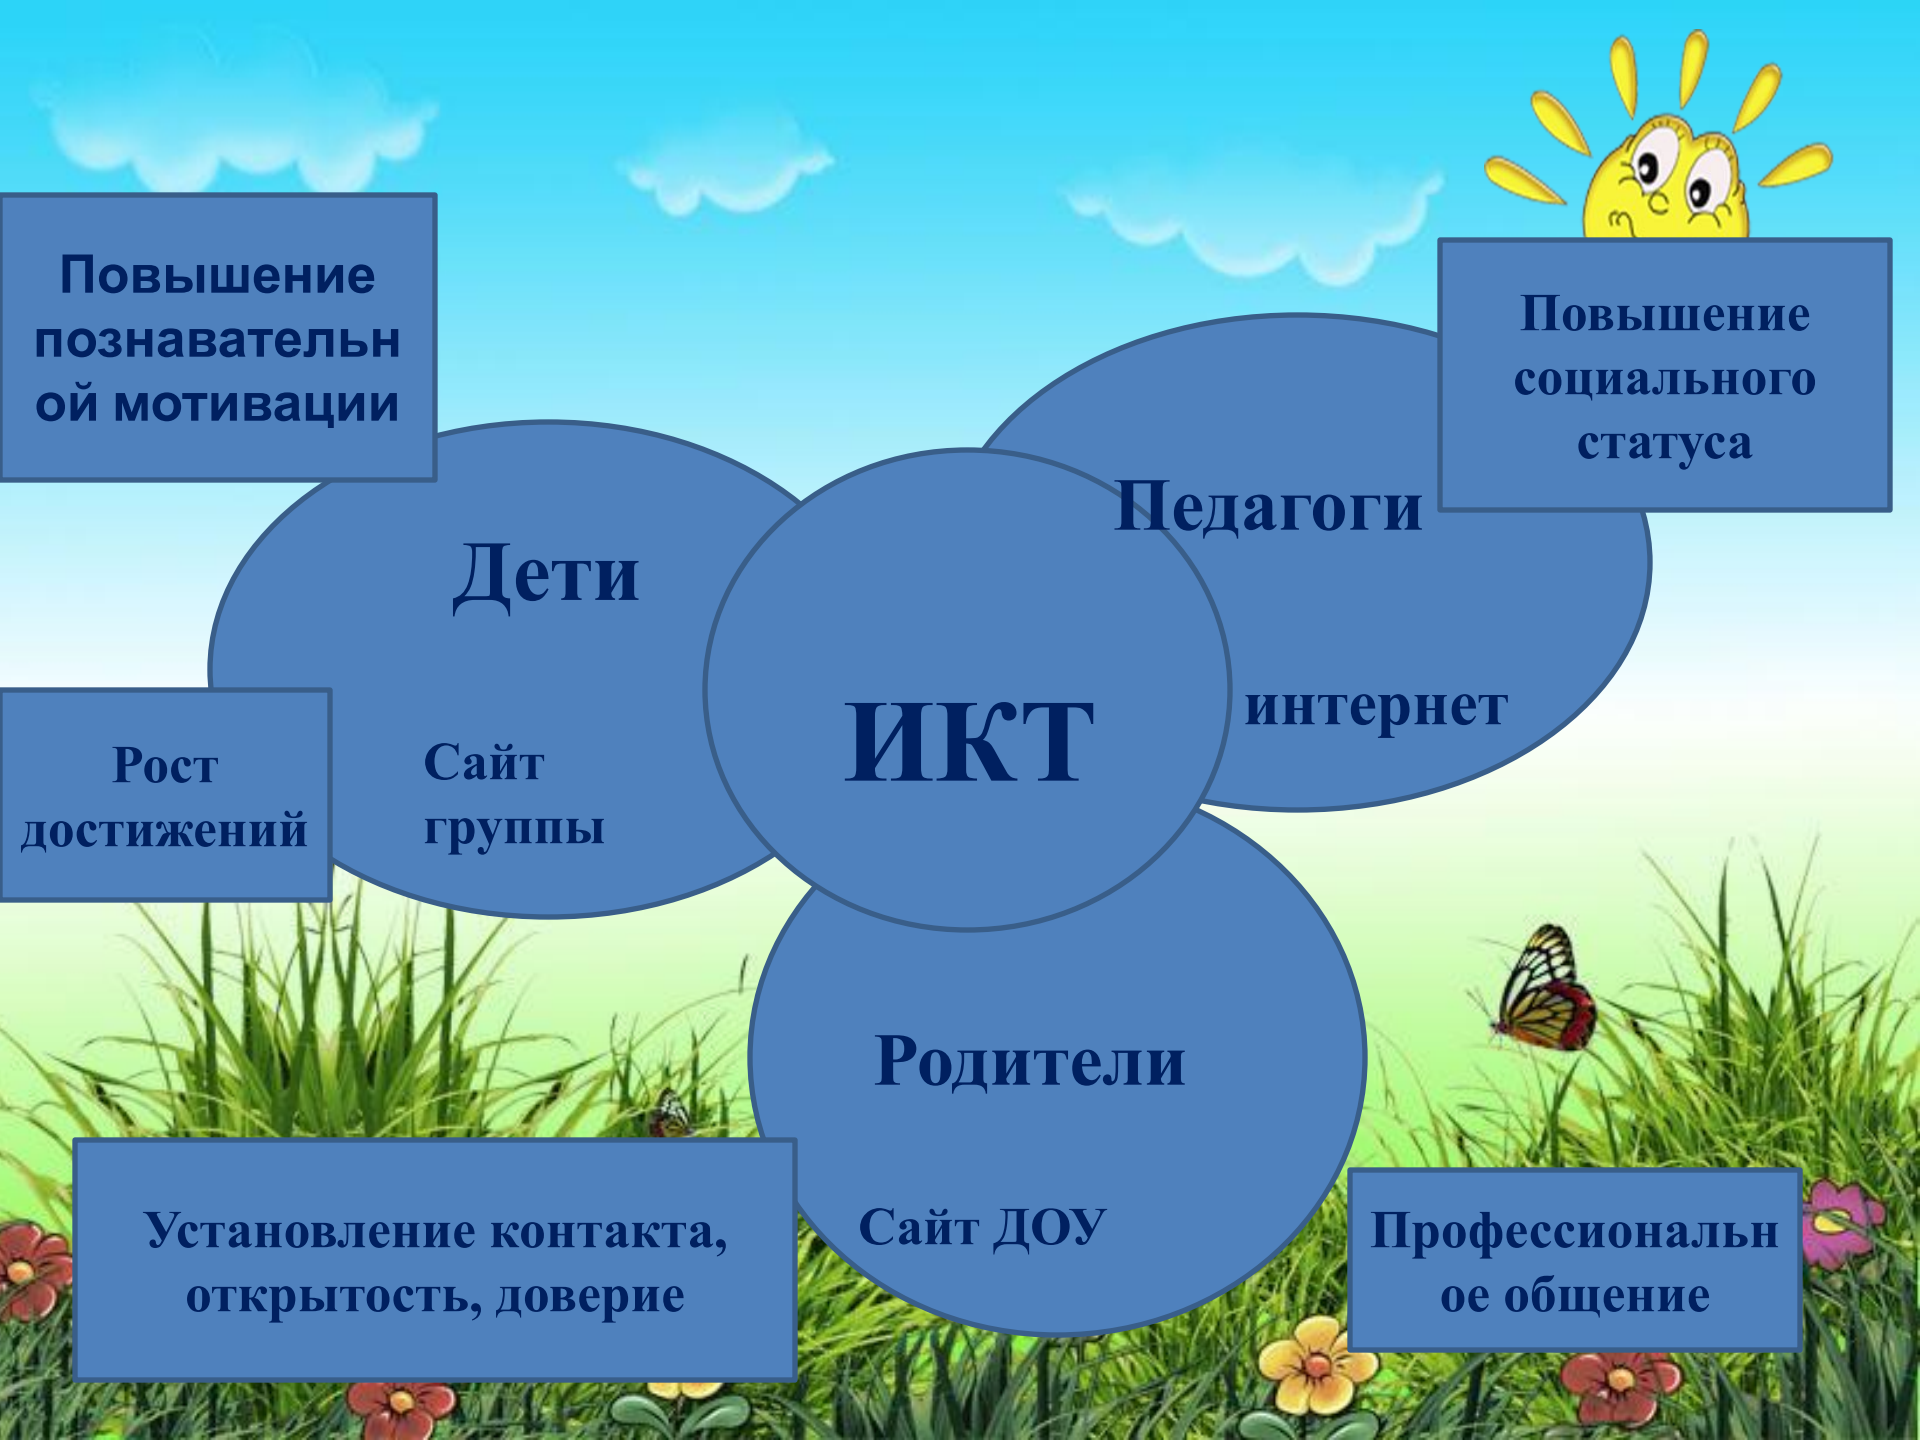 Повышение
познавательн
ой мотивации
Повышение
социального
статуса
Педагоги
Дети
интернет
ИКТ
Сайт
группы
Рост
достижений
Родители
Сайт ДОУ
Установление контакта,
открытость, доверие
Профессиональн
ое общение